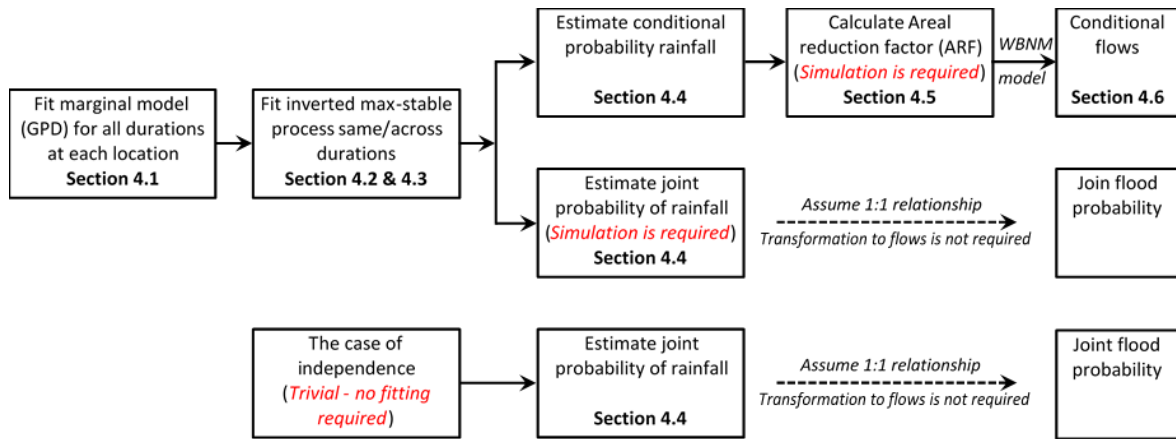 Fit marginal model
(GPD) for all durations
at each location
Section 4.1
Fit inverted max-stable
process same/across
durations
Section 4.2 & 4.3
Estimate conditional
probability rainfall
Section 4.4
Calculate Areal
reduction factor (ARF)
(Simulation is required)
Section 4.5
WBNM
model
Conditional
flows
Section 4.6
Estimate joint
probability of rainfall
(Simulation is required)
Section 4.4
Assume 1:1 relationship
Transformation to flows is not required
Join flood
probability
The case of
independence
(Trivial - no fitting
required)
Estimate joint
probability of rainfall
Section 4.4
Assume 1:1 relationship
Transformation to flows is not required
Joint flood
probability